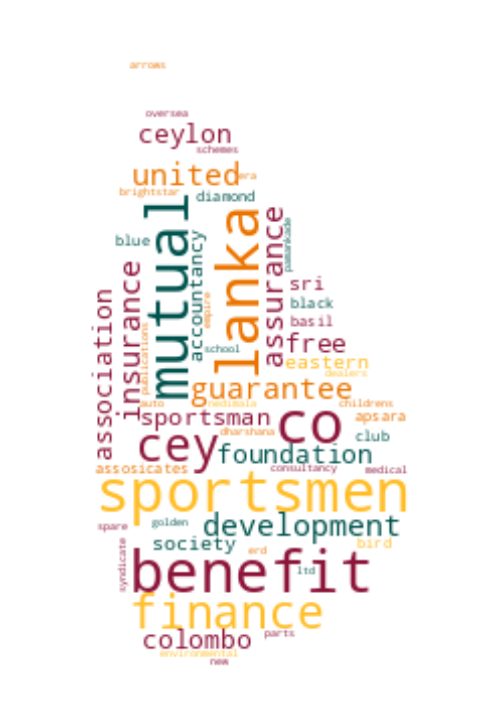 arrows
oversea
ceylon
schemes
united
era
brightstar
diamond
mutual
lanka
blue
accountancy
assurance
pamankade
insurance
association
sri
empire
black
basil
publications
free
school
eastern
dealers
guarantee
auto
nedimala
childrens
sportsman
co
apsara
dharshana
cey
club
foundation
assosicates
consultancy
medical
sportsmen
spare
golden
development
society
erd
bird
syndicate
benefit
ltd
finance
colombo
parts
environmental
new